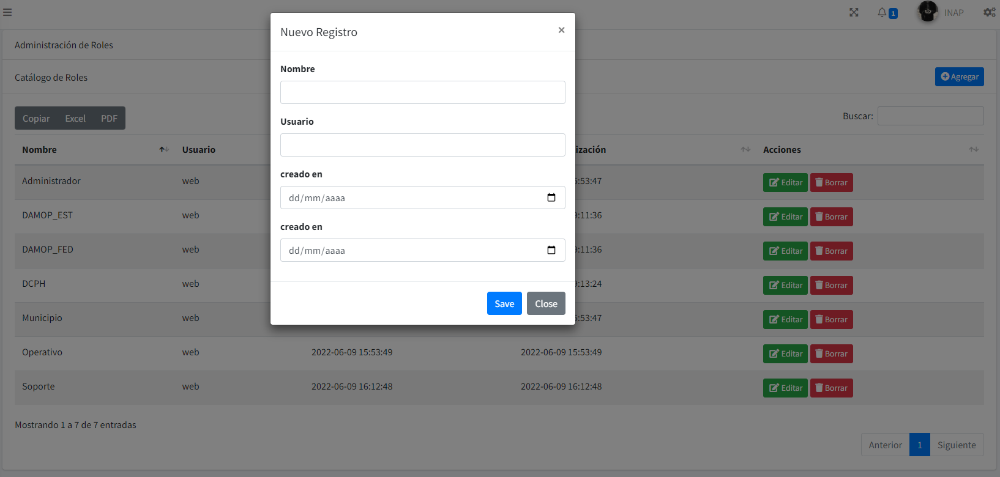 1
INAP
Nuevo Registro
×
Administración de Roles
Catálogo de Roles
Agregar
Nombre
Usuario
creado en
dd/mm/aaaa
creado en
dd/mm/aaaa
Save Close
Copiar Excel PDF
Buscar:
Nombre Usuario ización Acciones
Administrador web 5:53:47 Editar Borrar
DAMOP_EST web 9:11:36 Editar Borrar
DAMOP_FED web 9:11:36 Editar Borrar
DCPH web 9:13:24 Editar Borrar
Municipio web 5:53:47 Editar Borrar
Operativo web 2022-06-09 15:53:49 2022-06-09 15:53:49 Editar Borrar
Soporte web 2022-06-09 16:12:48 2022-06-09 16:12:48 Editar Borrar
Mostrando 1 a 7 de 7 entradas
Anterior 1 Siguiente